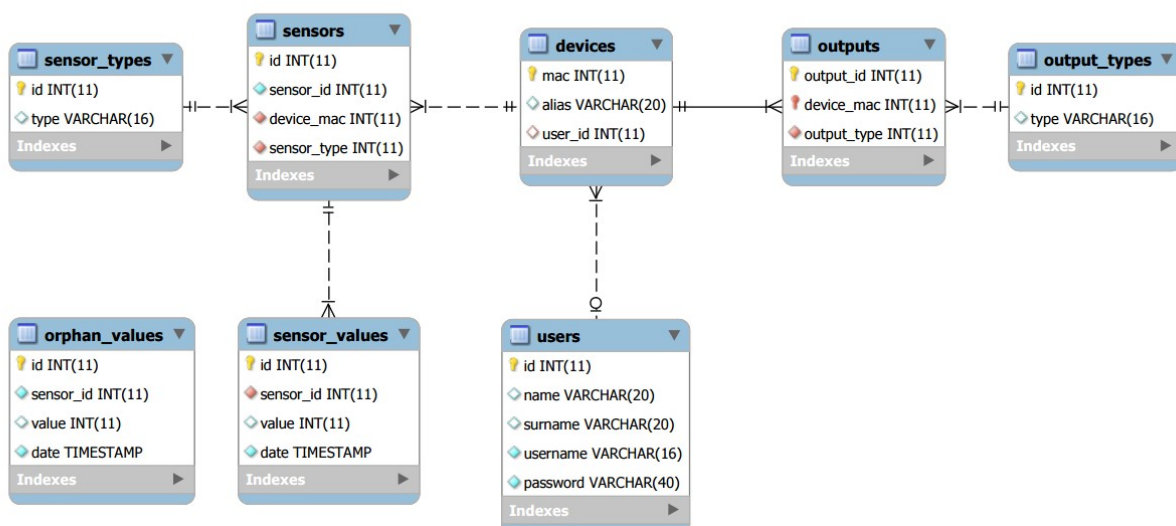 sensor_types
id INT(11)
type VARCHAR(16)
Indexes
sensors
id INT(11)
sensor_id INT(11)
device_mac INT(11)
sensor_type INT(11)
Indexes
devices
mac INT(11)
alias VARCHAR(20)
user_id INT(11)
Indexes
outputs
output_id INT(11)
device_mac INT(11)
output_type INT(11)
Indexes
output_types
id INT(11)
type VARCHAR(16)
Indexes
orphan_values
id INT(11)
sensor_id INT(11)
value INT(11)
date TIMESTAMP
Indexes
sensor_values
id INT(11)
sensor_id INT(11)
value INT(11)
date TIMESTAMP
Indexes
users
id INT(11)
name VARCHAR(20)
surname VARCHAR(20)
username VARCHAR(16)
password VARCHAR(40)
Indexes